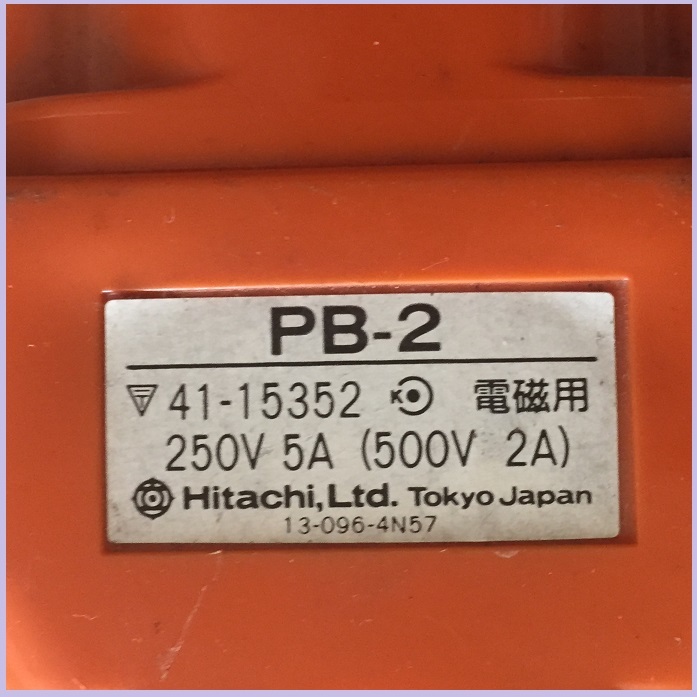 PB-2
41-15352 電磁用
250V 5A (500V 2A)
Hitachi, Ltd. Tokyo Japan
13-096-4N57